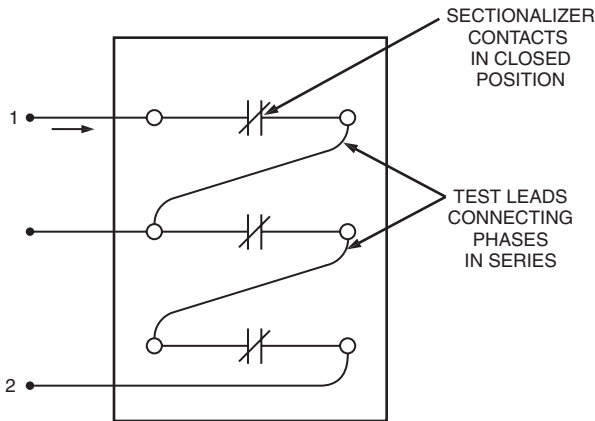 SECTIONALIZER
CONTACTS
IN CLOSED
POSITION
1
TEST LEADS
CONNECTING
PHASES
IN SERIES
2